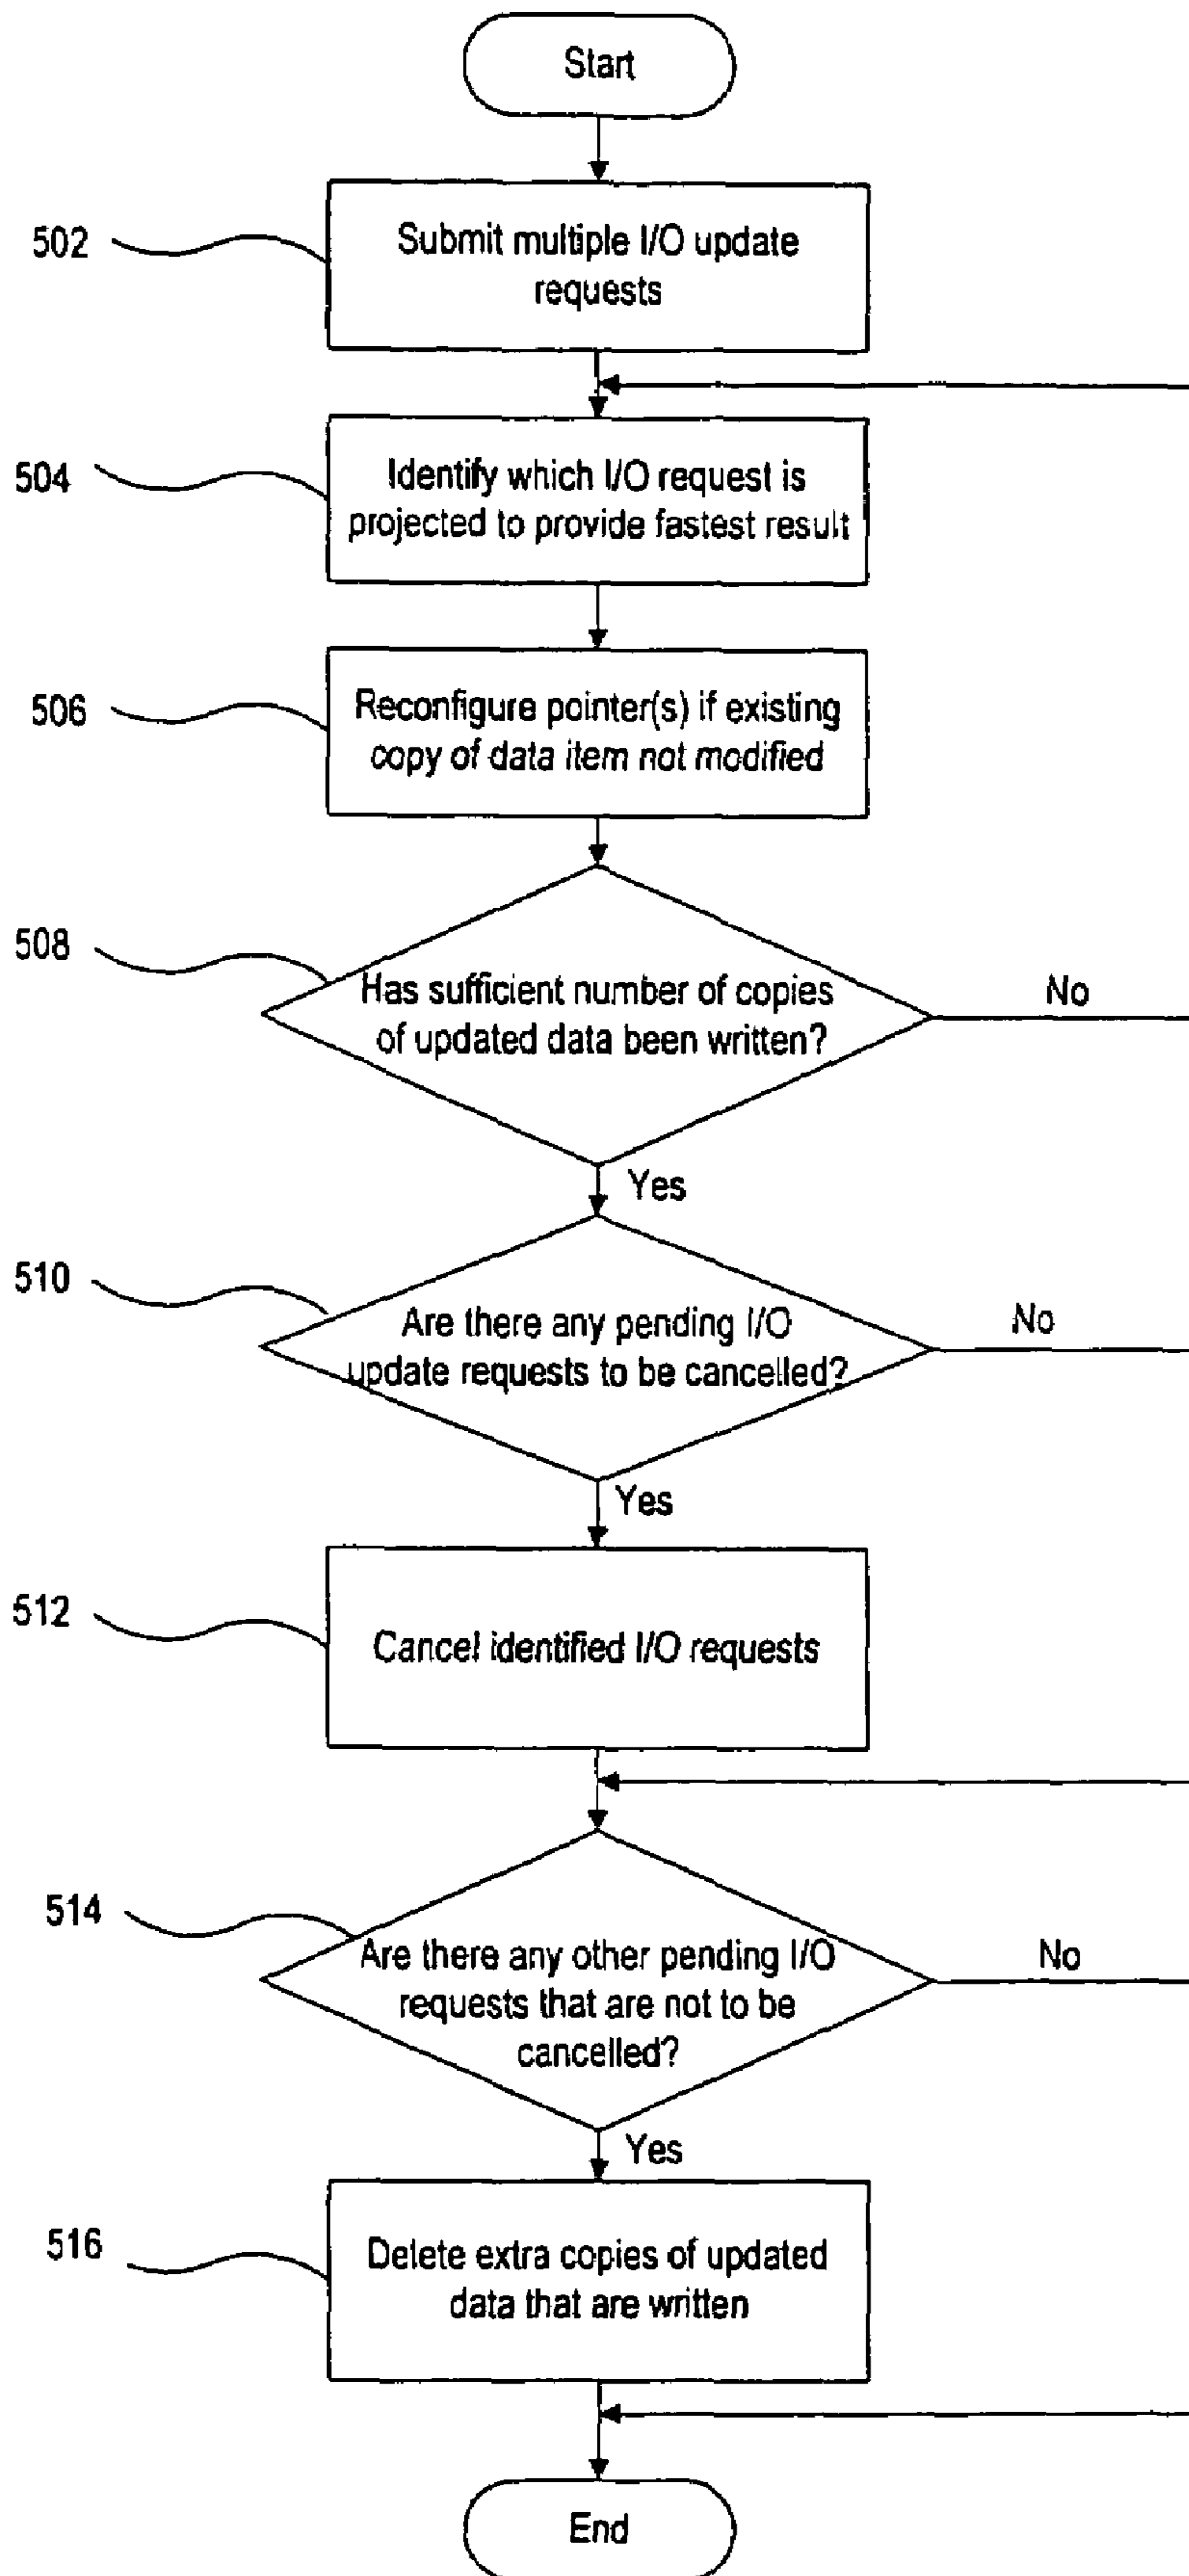 Start
502
Submit multiple I/O update
requests
504
Identify which I/O request is
projected to provide fastest result
506
Reconfigure pointer(s) if existing
copy of data item not modified
508
Has sufficient number of copies
of updated data been written?
No
Yes
510
Are there any pending I/O
update requests to be cancelled?
No
Yes
512
Cancel identified I/O requests
514
Are there any other pending I/O
requests that are not to be
cancelled?
No
Yes
516
Delete extra copies of updated
data that are written
End